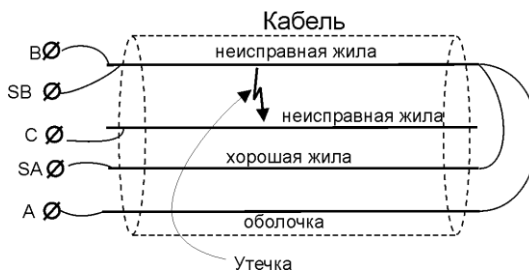 Кабель
B
неисправная жила
SB
неисправная жила
C
хорошая жила
SA
A
оболочка
Утечка